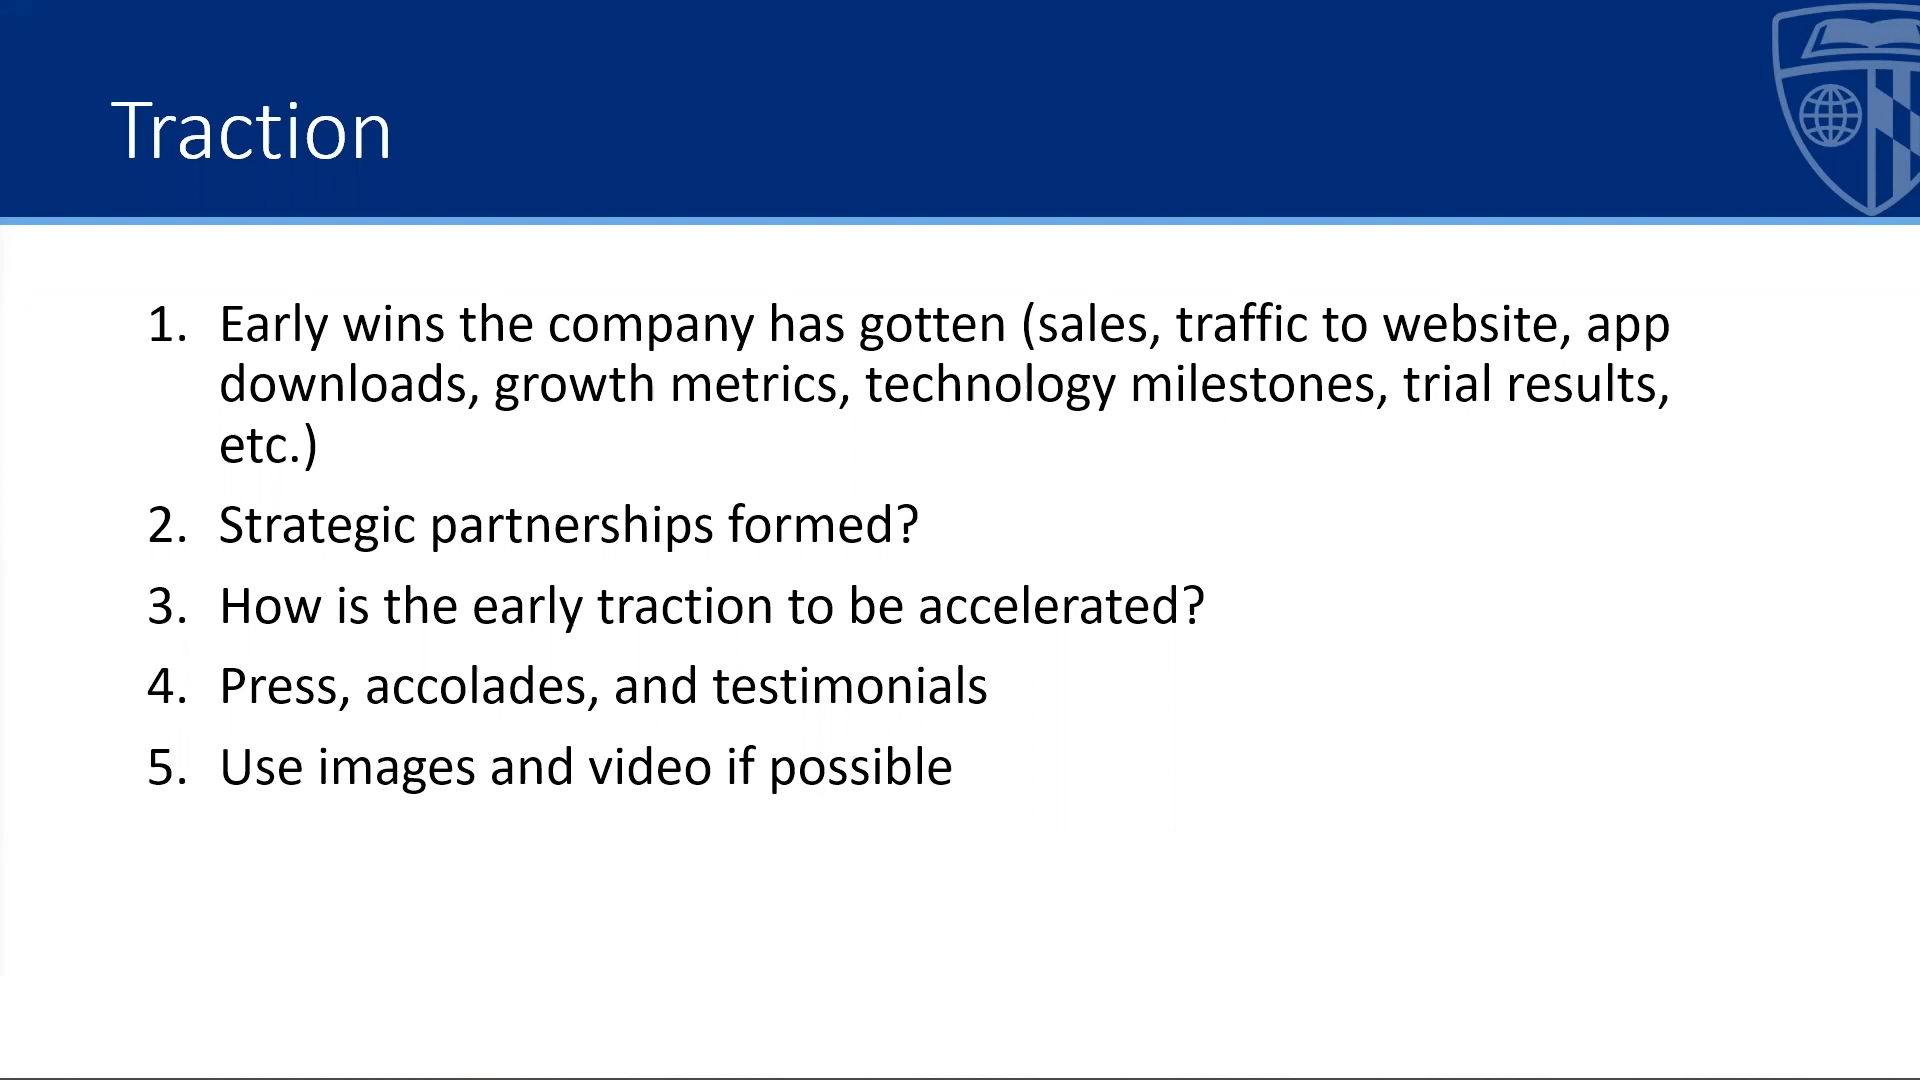 Traction
1. Early wins the company has gotten (sales, traffic to website, app
downloads, growth metrics, technology milestones, trial results,
etc.)
2. Strategic partnerships formed?
3. How is the early traction to be accelerated?
4. Press, accolades, and testimonials
5. Use images and video if possible